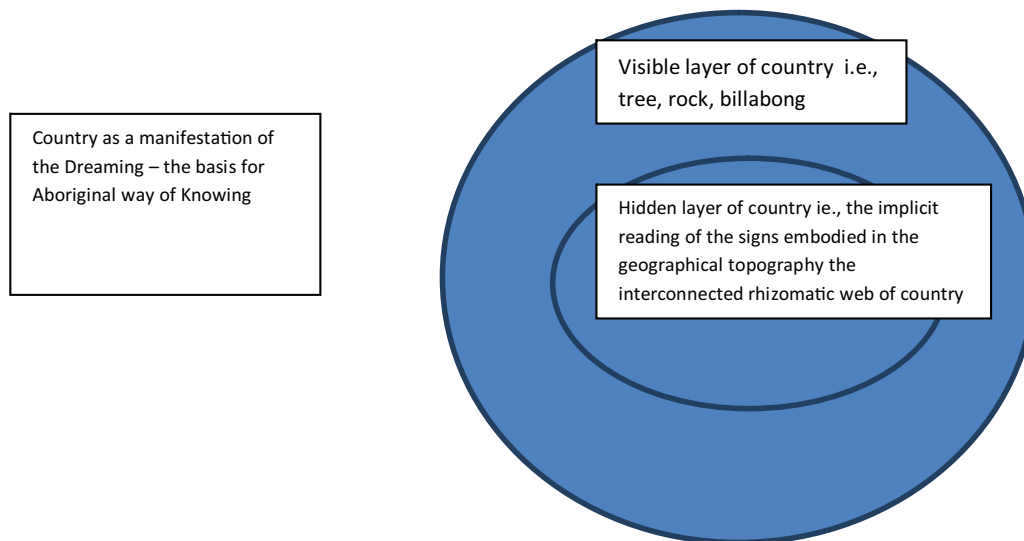 Country as a manifestation of
the Dreaming – the basis for
Aboriginal way of Knowing
Visible layer of country  i.e.,
tree, rock, billabong
Hidden layer of country ie., the implicit
reading of the signs embodied in the
geographical topography the
interconnected rhizomatic web of country